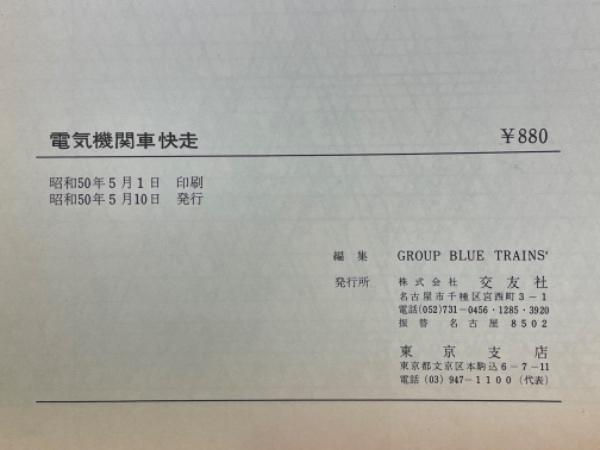 電気機関車快走 ￥880
昭和50年5月1日 印刷
昭和50年5月10日 発行
編集 GROUP BLUE TRAINS'
発行所 株式会社 交友社
名古屋市千種区宮西町3－1
電話(052)731－0456・1285・3920
振替 名古屋 8502
東京支店
東京都文京区本駒込6－7－11
電話 (03) 947－1100 (代表)